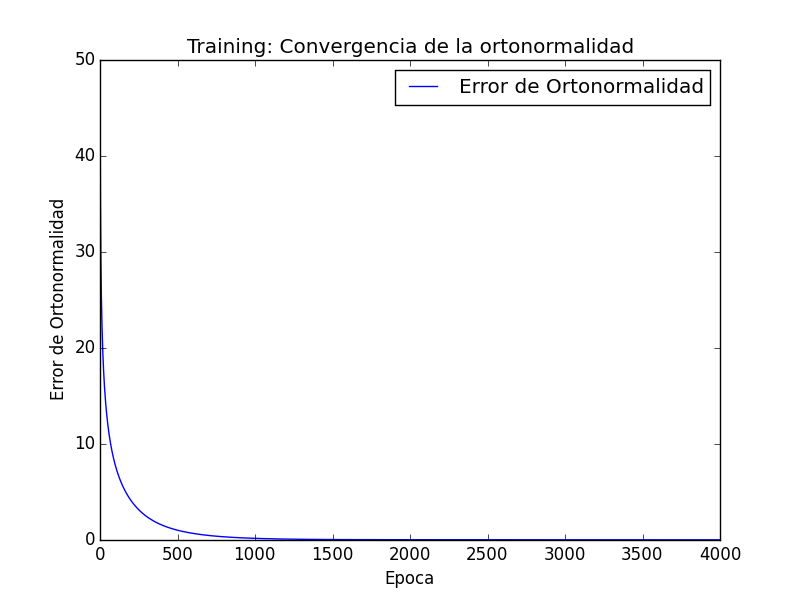 Training: Convergencia de la ortonormalidad
Error de Ortonormalidad
50
40
30
20
10
0
Error de Ortonormalidad
0 500 1000 1500 2000 2500 3000 3500 4000
Epoca